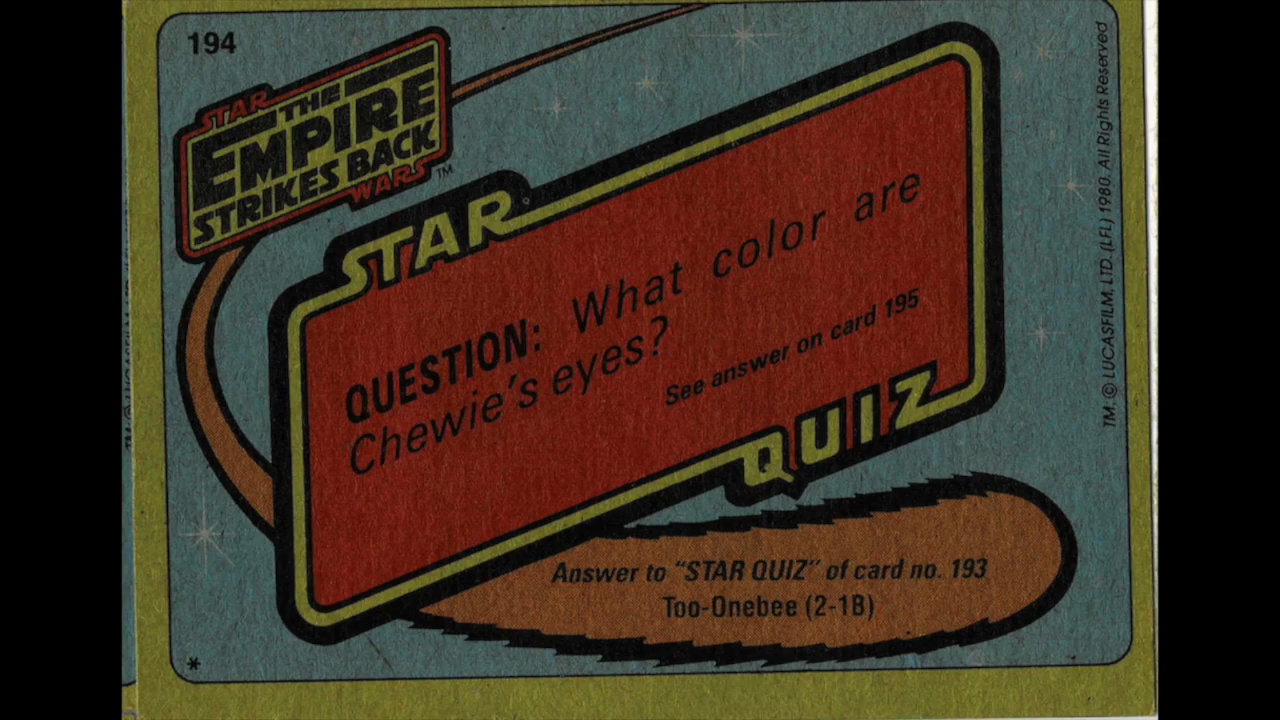 194
STAR
THE
EMPIRE
STRIKES BACK
WARS™
STAR
QUESTION: What color are
Chewie's eyes?
See answer on card 195
QUIZ
Answer to "STAR QUIZ" of card no. 193
Too-Onebee (2-1B)
*
TM, © LUCASFILM, LTD. (LFL) 1980. All Rights Reserved